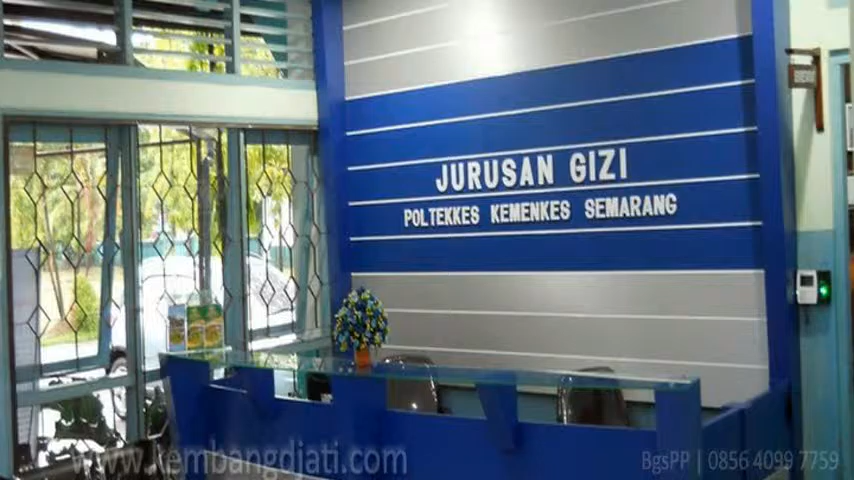 JURUSAN GIZI
POLTEKKES KEMENKES SEMARANG
www.kembangdjati.com
BgsPP | 0856 4099 7759